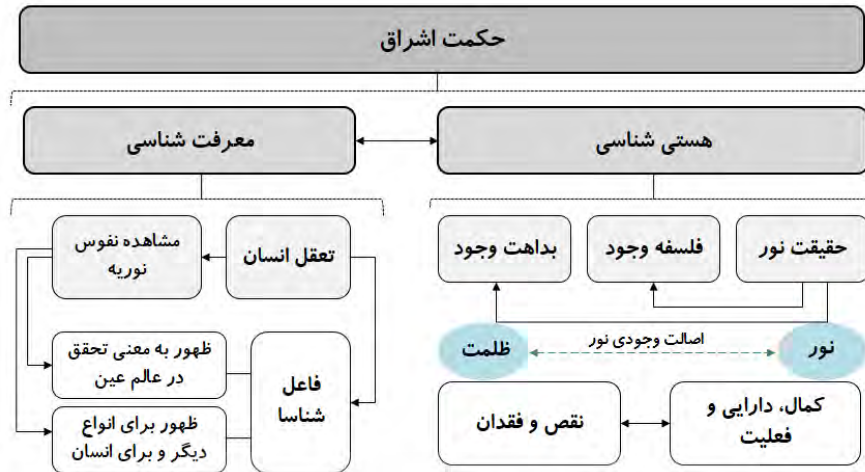 حکمت اشراق
هستی شناسی
معرفت شناسی
حقیقت نور
فلسفه وجود
بداهت وجود
نور
اصالت وجودی نور
ظلمت
کمال، دارایی و
فعلیت
نقص و فقدان
تعقل انسان
مشاهده نفوس
نوریه
فاعل
شناسا
ظهور به معنی تحقق
در عالم عین
ظهور برای انواع
دیگر و برای انسان